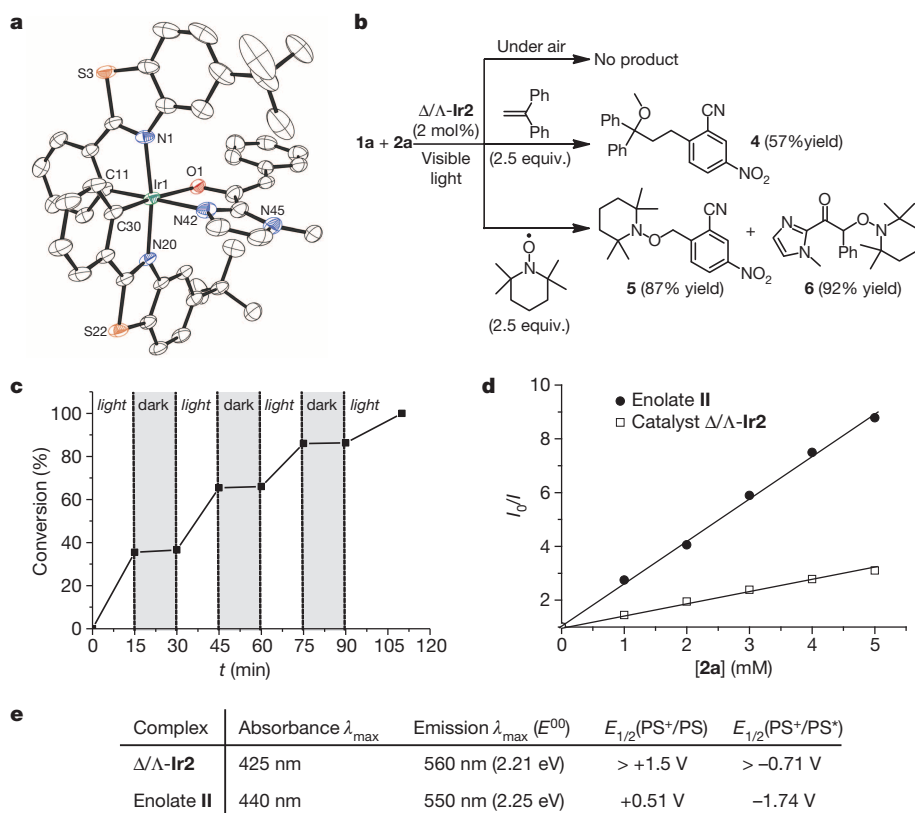 a
S3
N1
C11
Ir1
O1
N42
N45
C30
N20
S22
b
Under air
No product
Δ/Λ-Ir2
(2 mol%)
1a + 2a
Visible
light
Ph
Ph
(2.5 equiv.)
O
Ph
Ph
CN
NO2
4 (57%yield)
O
N
(2.5 equiv.)
N
O
CN
NO2
5 (87% yield)
+
N
N
O
O
N
Ph
6 (92% yield)
c
light dark light dark light dark light
100
80
60
40
20
0
Conversion (%)
0 15 30 45 60 75 90 105 120
t (min)
d
Enolate II
Catalyst Δ/Λ-Ir2
10
8
6
4
2
I0/I
0 1 2 3 4 5
[2a] (mM)
e
Complex Absorbance λmax Emission λmax (E00) E1/2(PS+/PS) E1/2(PS+/PS*)
Δ/Λ-Ir2 425 nm 560 nm (2.21 eV) > +1.5 V > –0.71 V
Enolate II 440 nm 550 nm (2.25 eV) +0.51 V –1.74 V